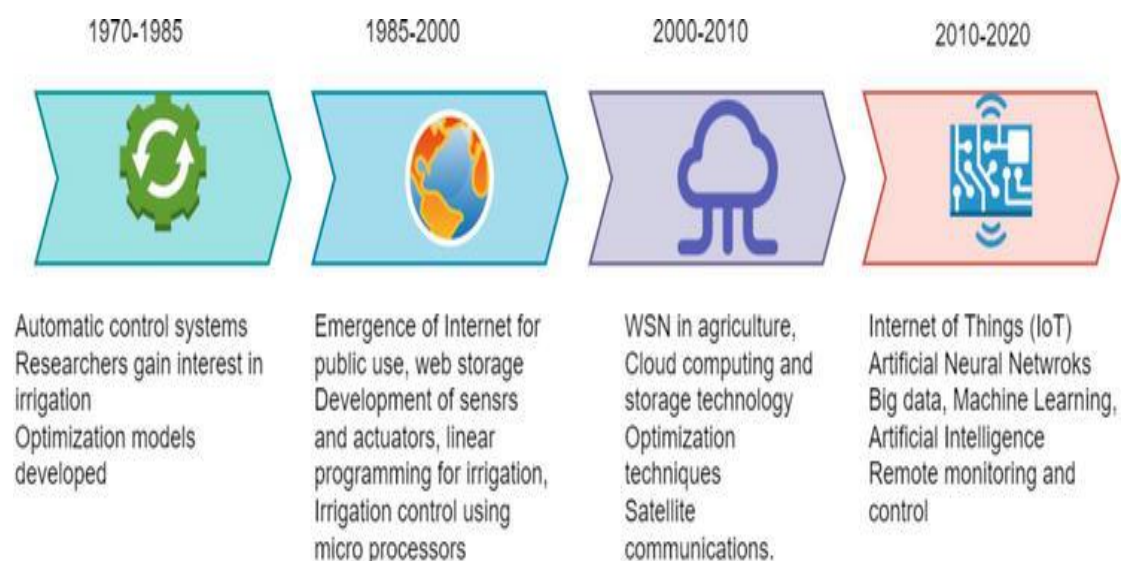 1970-1985
1985-2000
2000-2010
2010-2020
Automatic control systems
Researchers gain interest in
irrigation
Optimization models
developed
Emergence of Internet for
public use, web storage
Development of sensrs
and actuators, linear
programming for irrigation,
Irrigation control using
micro processors
WSN in agriculture,
Cloud computing and
storage technology
Optimization
techniques
Satellite
communications.
Internet of Things (IoT)
Artificial Neural Netwroks
Big data, Machine Learning,
Artificial Intelligence
Remote monitoring and
control